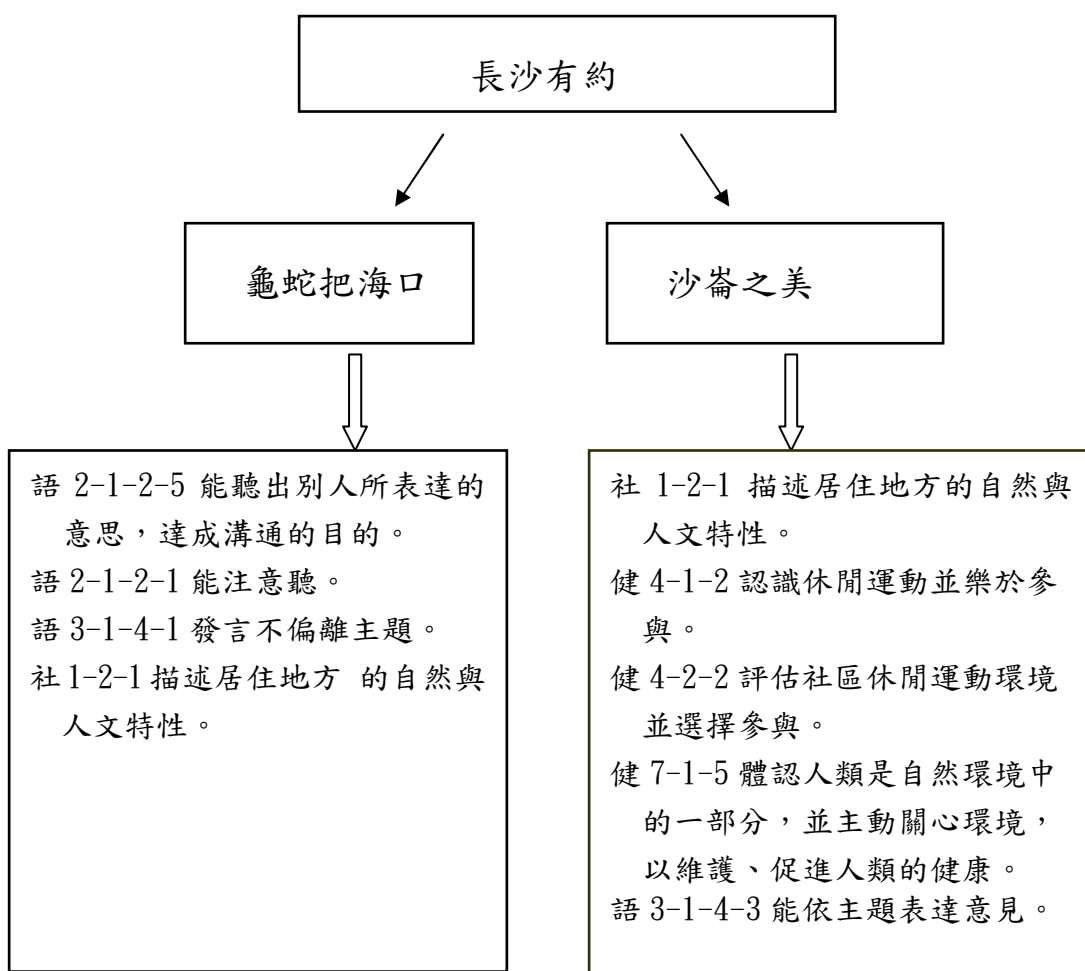 長沙有約
龜蛇把海口
沙崙之美
語 2-1-2-5 能聽出別人所表達的
意思，達成溝通的目的。
語 2-1-2-1 能注意聽。
語 3-1-4-1 發言不偏離主題。
社 1-2-1 描述居住地方 的自然與
人文特性。
社 1-2-1 描述居住地方的自然與
人文特性。
健 4-1-2 認識休閒運動並樂於參
與。
健 4-2-2 評估社區休閒運動環境
並選擇參與。
健 7-1-5 體認人類是自然環境中
的一部分，並主動關心環境，
以維護、促進人類的健康。
語 3-1-4-3 能依主題表達意見。